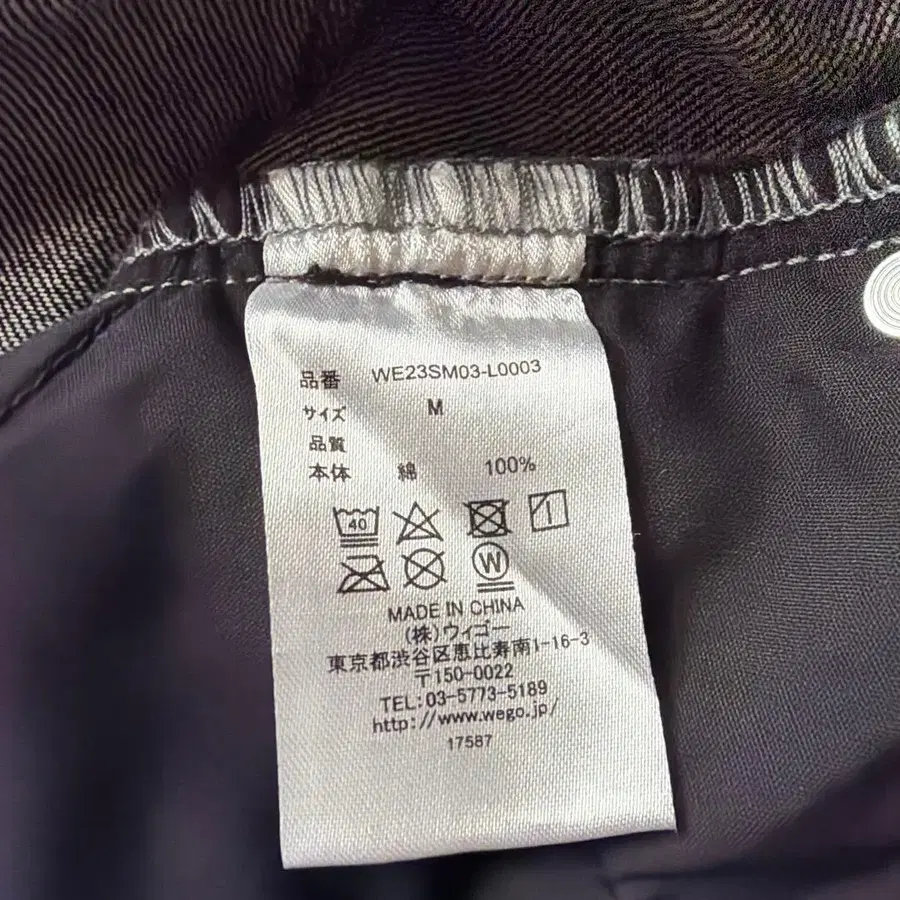 品番 WE23SM03-L0003
サイズ M
品質
本体 綿 100%
40
W
MADE IN CHINA
(株)ウィゴー
東京都渋谷区恵比寿南1-16-3
〒150-0022
TEL:03-5773-5189
http://www.wego.jp/
17587